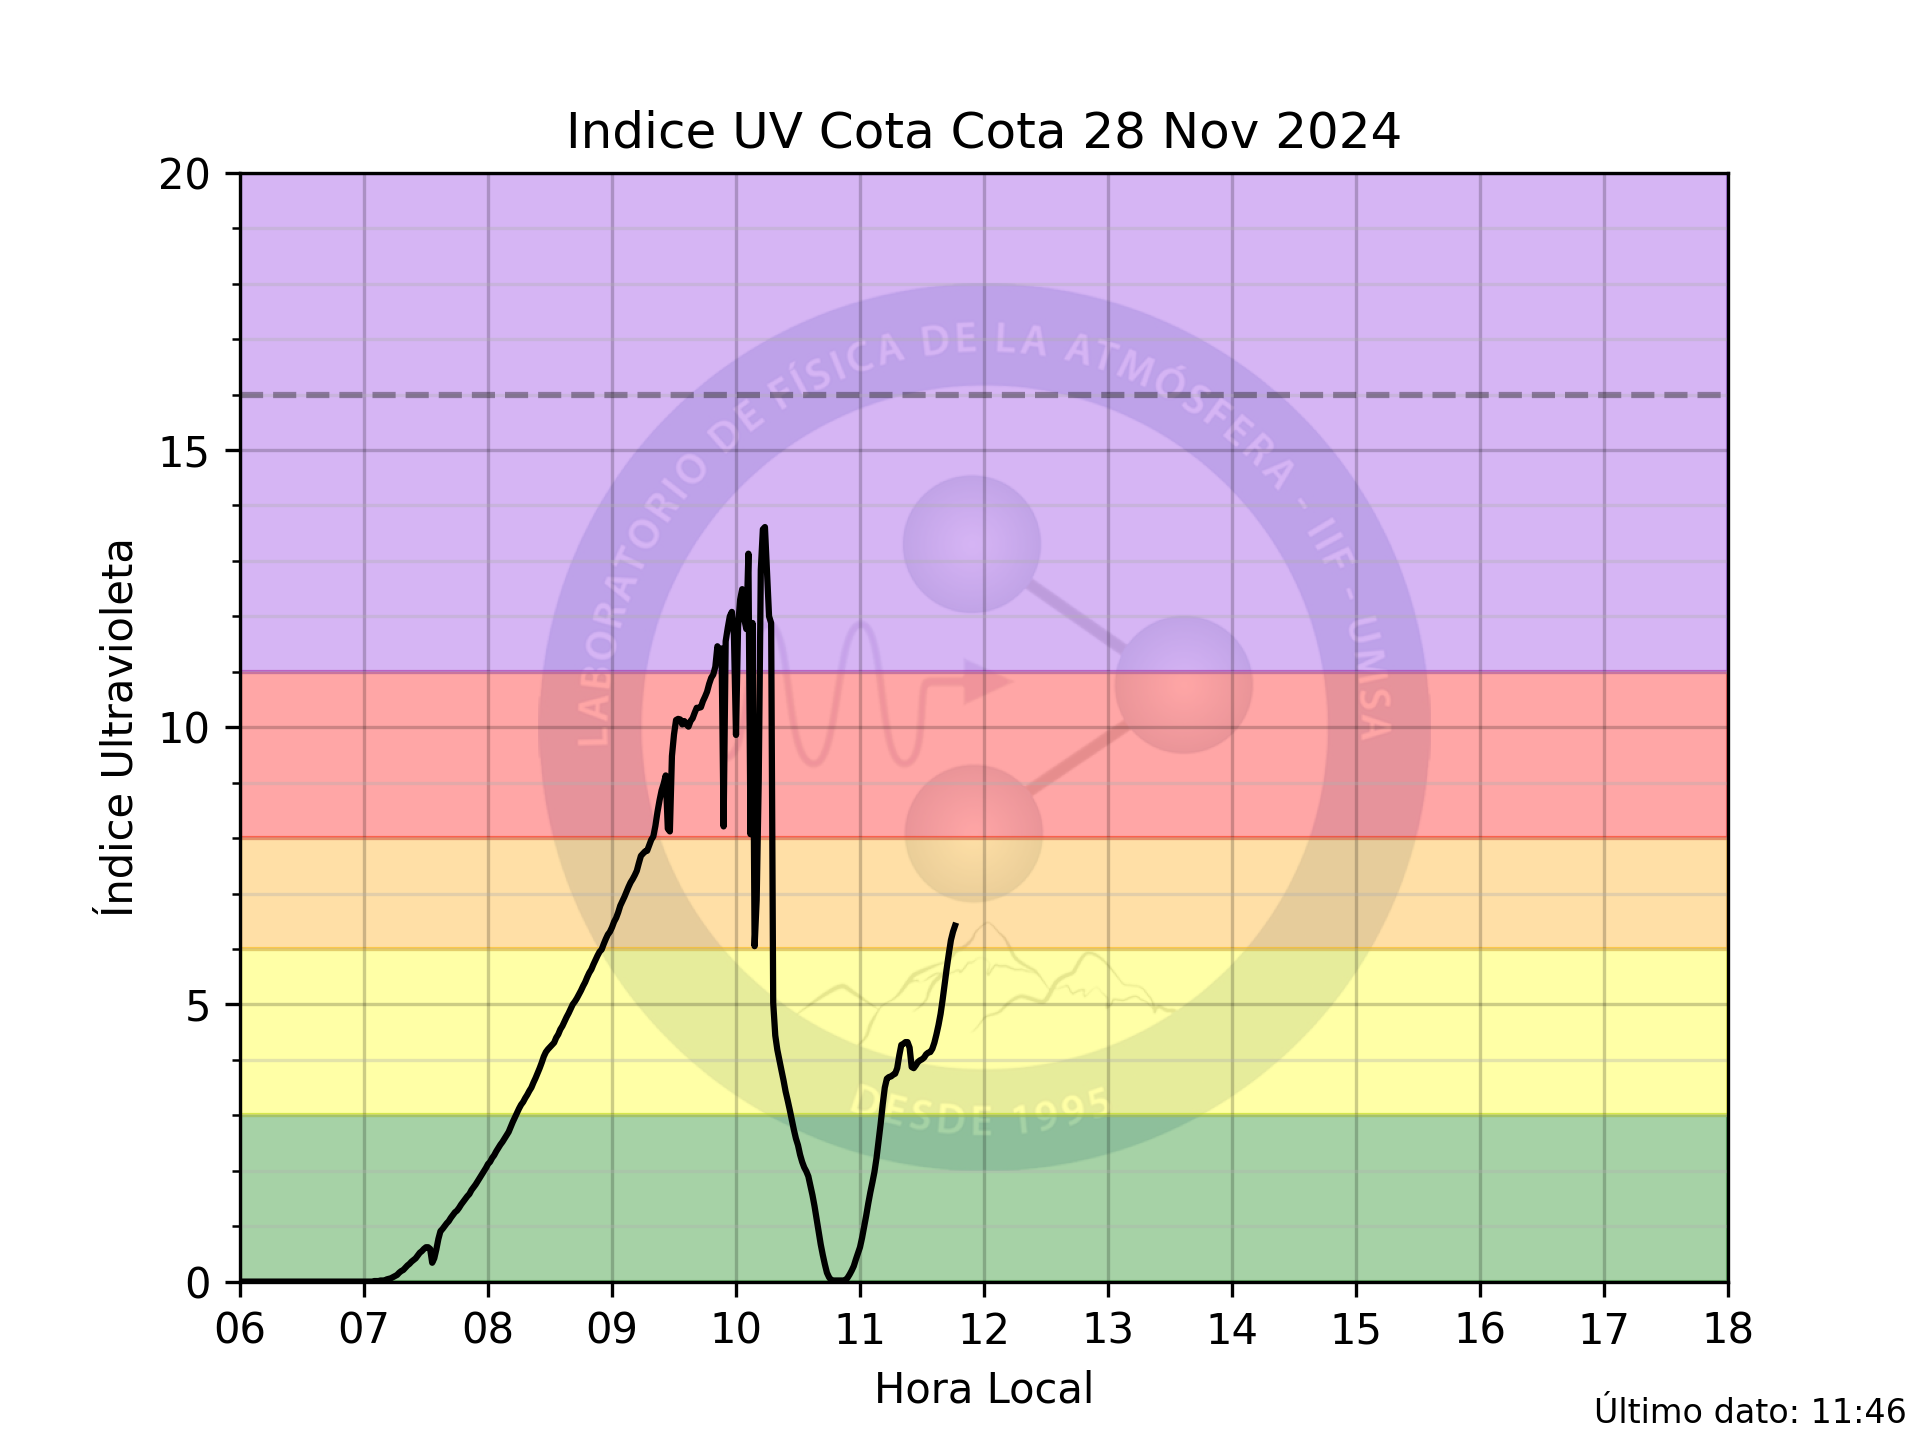 Indice UV Cota Cota 28 Nov 2024
20
15
10
5
0
Índice Ultravioleta
LABORATORIO DE FÍSICA DE LA ATMÓSFERA - IIF - UMSA
DESDE 1995
06 07 08 09 10 11 12 13 14 15 16 17 18
Hora Local
Último dato: 11:46